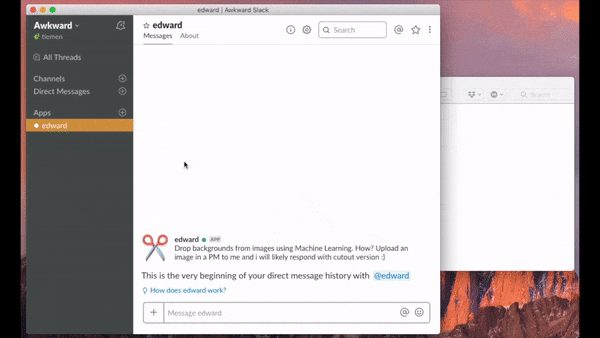 edward | Awkward Slack
Awkward
tiemen
All Threads
Channels
Direct Messages
Apps
edward
edward
Messages About
Search
Search
edward APP
Drop backgrounds from images using Machine Learning. How? Upload an
image in a PM to me and i will likely respond with cutout version :)
This is the very beginning of your direct message history with @edward
How does edward work?
Message edward